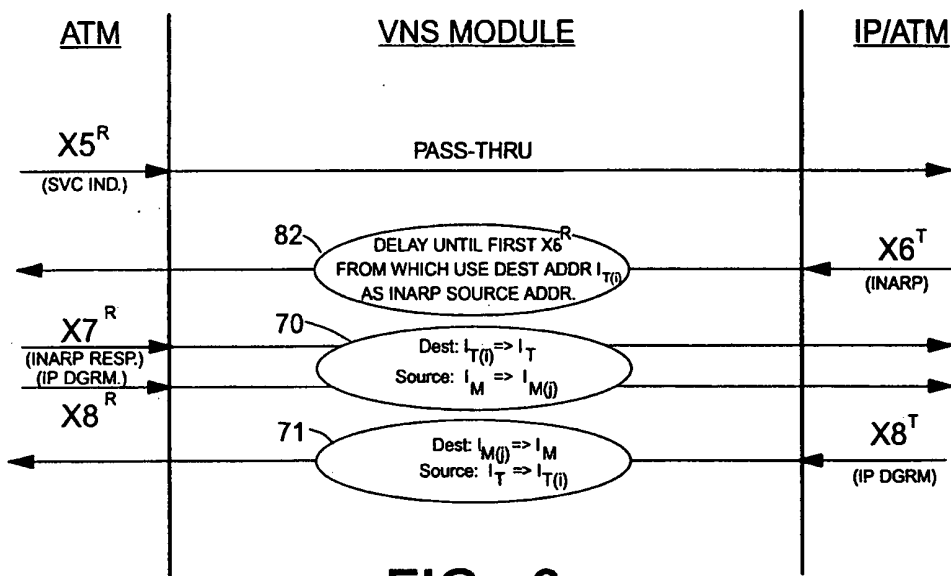 ATM VNS MODULE IP/ATM
X5^R
(SVC IND.)
PASS-THRU
82
DELAY UNTIL FIRST X8^R
FROM WHICH USE DEST ADDR I_T(i)
AS INARP SOURCE ADDR.
X6^T
(INARP)
X7^R
(INARP RESP.)
(IP DGRM.)
X8^R
70
Dest: I_T(i) => I_T
Source: I_M => I_M(j)
71
Dest: I_M(j) => I_M
Source: I_T => I_T(i)
X8^T
(IP DGRM)